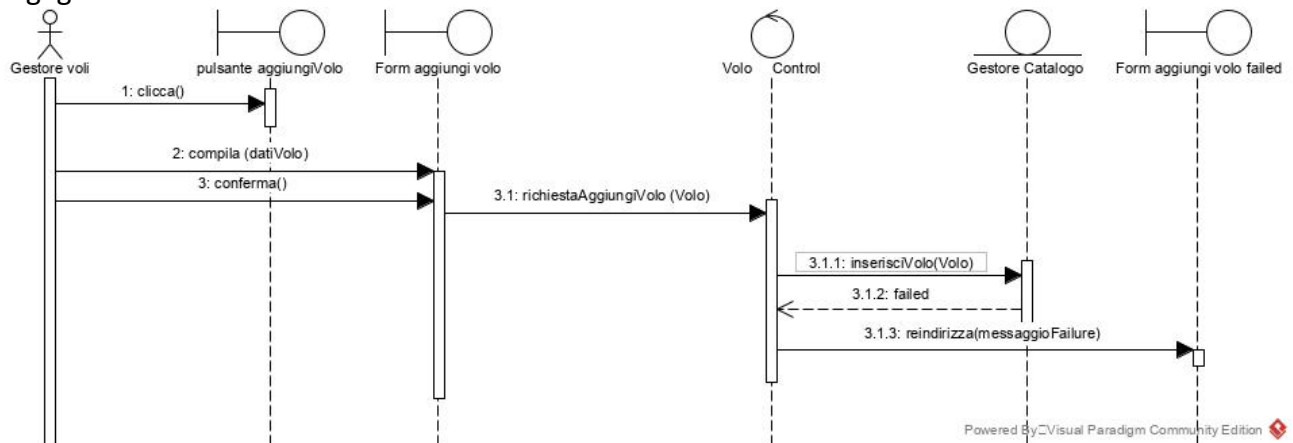 Gestore voli
pulsante aggiungiVolo
Form aggiungi volo
Volo Control
Gestore Catalogo
Form aggiungi volo failed
1: clicca()
2: compila (datiVolo)
3: conferma()
3.1: richiestaAggiungiVolo (Volo)
3.1.1: inserisciVolo(Volo)
3.1.2: failed
3.1.3: reindirizza(messaggioFailure)
Powered By Visual Paradigm Community Edition